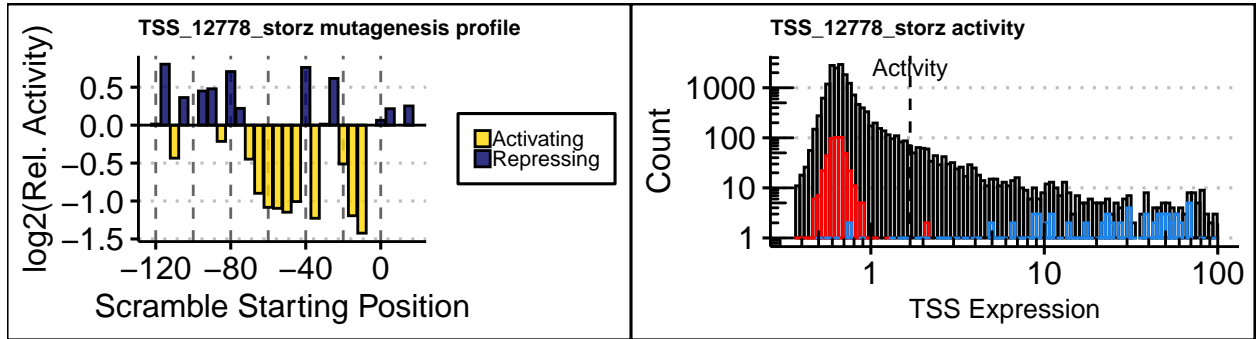 TSS_12778_storz mutagenesis profile
log2(Rel. Activity)
0.5
0.0
−0.5
−1.0
−1.5
−120
−80
−40
0
Scramble Starting Position
Activating
Repressing
TSS_12778_storz activity
Activity
Count
1000
100
10
1
1
10
100
TSS Expression